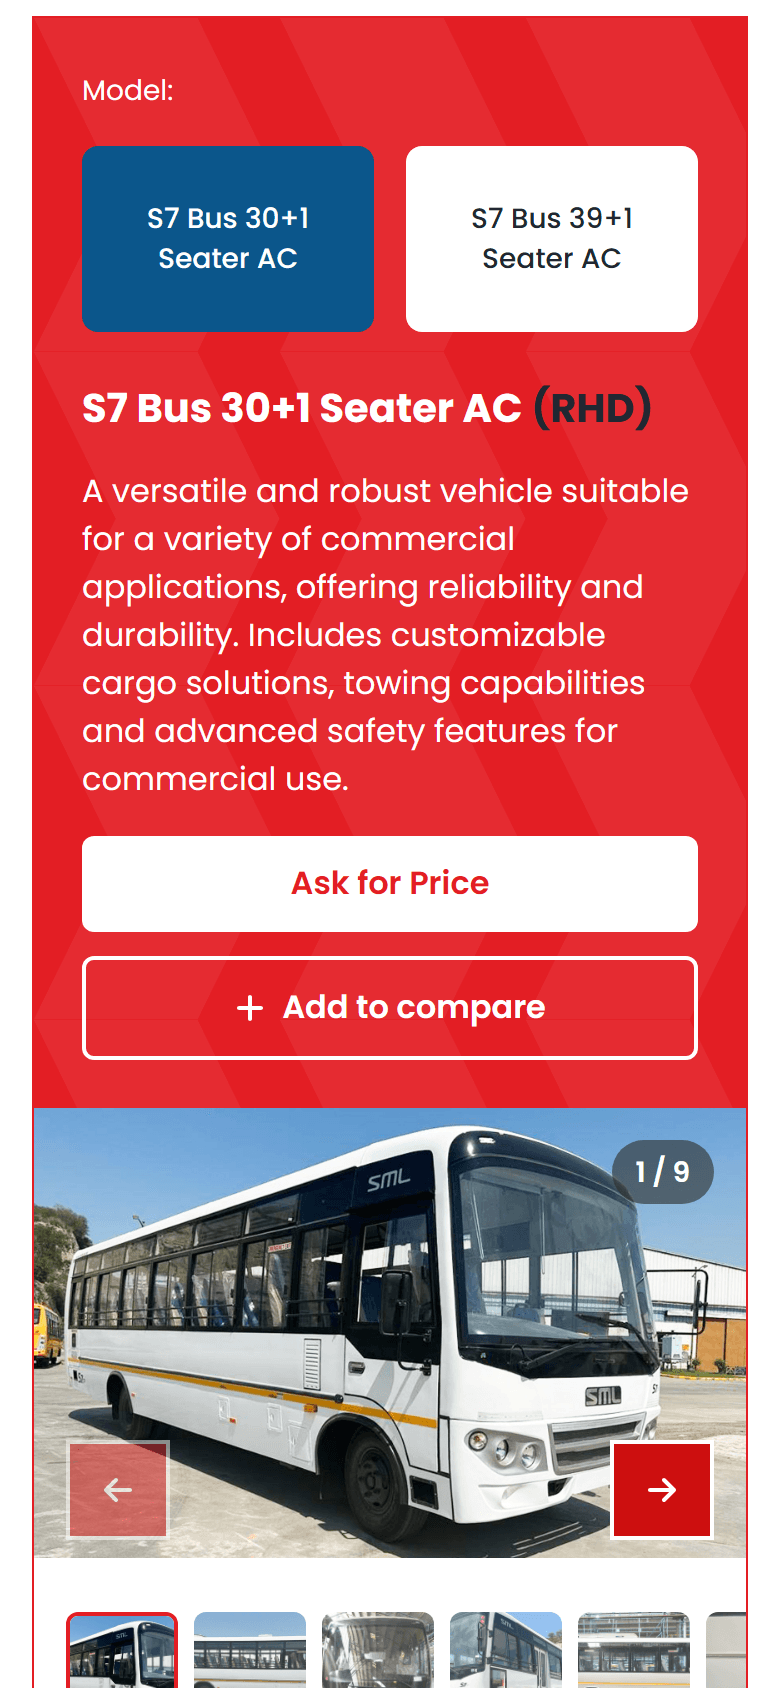 Model:
S7 Bus 30+1
Seater AC
S7 Bus 39+1
Seater AC
S7 Bus 30+1 Seater AC (RHD)
A versatile and robust vehicle suitable
for a variety of commercial
applications, offering reliability and
durability. Includes customizable
cargo solutions, towing capabilities
and advanced safety features for
commercial use.
Ask for Price
+ Add to compare
1 / 9
SML
SML